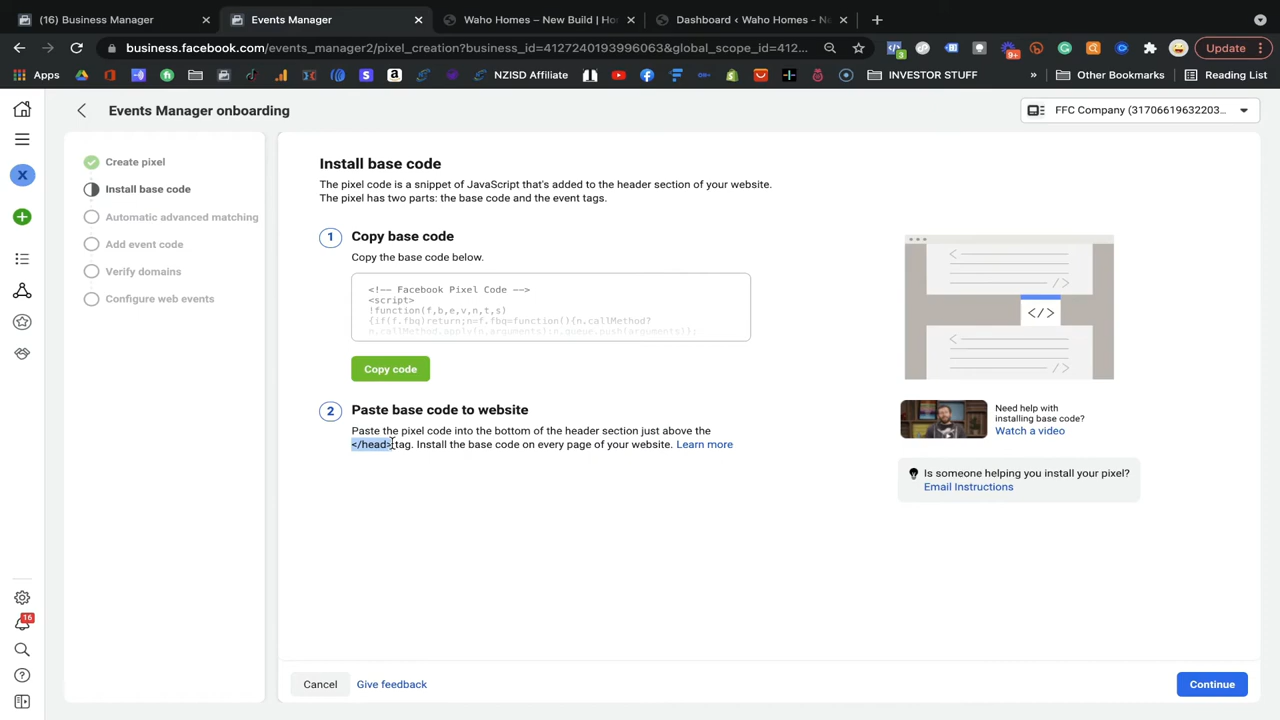 (16) Business Manager
Events Manager
Waho Homes – New Build | Ho
Dashboard ‹ Waho Homes - Ne
business.facebook.com/events_manager2/pixel_creation?business_id=4127240193996063&global_scope_id=412...
3
9+
Update
Apps
NZISD Affiliate
INVESTOR STUFF
»
Other Bookmarks
Reading List
Events Manager onboarding
FFC Company (31706619632203...
X
Create pixel
Install base code
Automatic advanced matching
Add event code
Verify domains
Configure web events
Install base code
The pixel code is a snippet of JavaScript that's added to the header section of your website.
The pixel has two parts: the base code and the event tags.
1
Copy base code
Copy the base code below.
<!-- Facebook Pixel Code -->
<script>
!function(f,b,e,v,n,t,s)
{if(f.fbq)return;n=f.fbq=function(){n.callMethod?
n.callMethod.apply(n,arguments):n.queue.push(arguments)};
Copy code
2
Paste base code to website
Paste the pixel code into the bottom of the header section just above the
</head> tag. Install the base code on every page of your website. Learn more
</>
Need help with
installing base code?
Watch a video
Is someone helping you install your pixel?
Email Instructions
16
Cancel
Give feedback
Continue